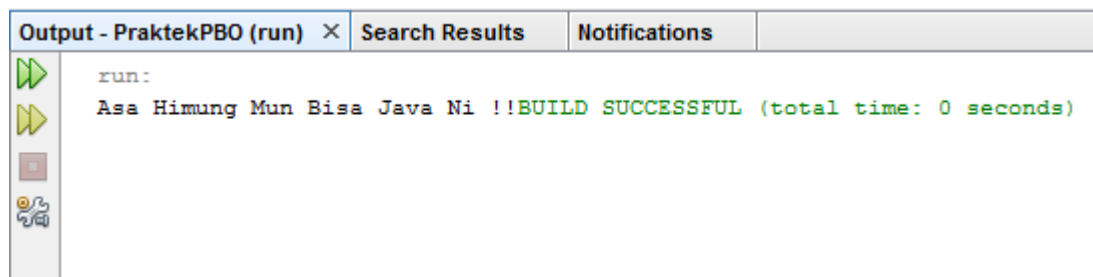 Output - PraktekPBO (run) × Search Results Notifications
run:
Asa Himung Mun Bisa Java Ni !!BUILD SUCCESSFUL (total time: 0 seconds)